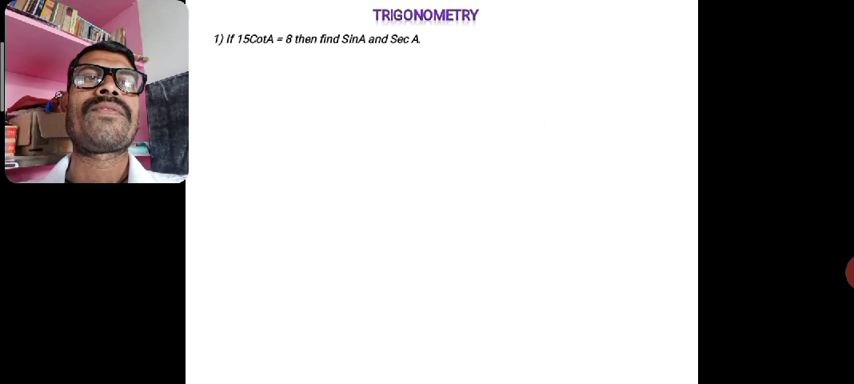 TRIGONOMETRY
1) If 15CotA = 8 then find SinA and Sec A.